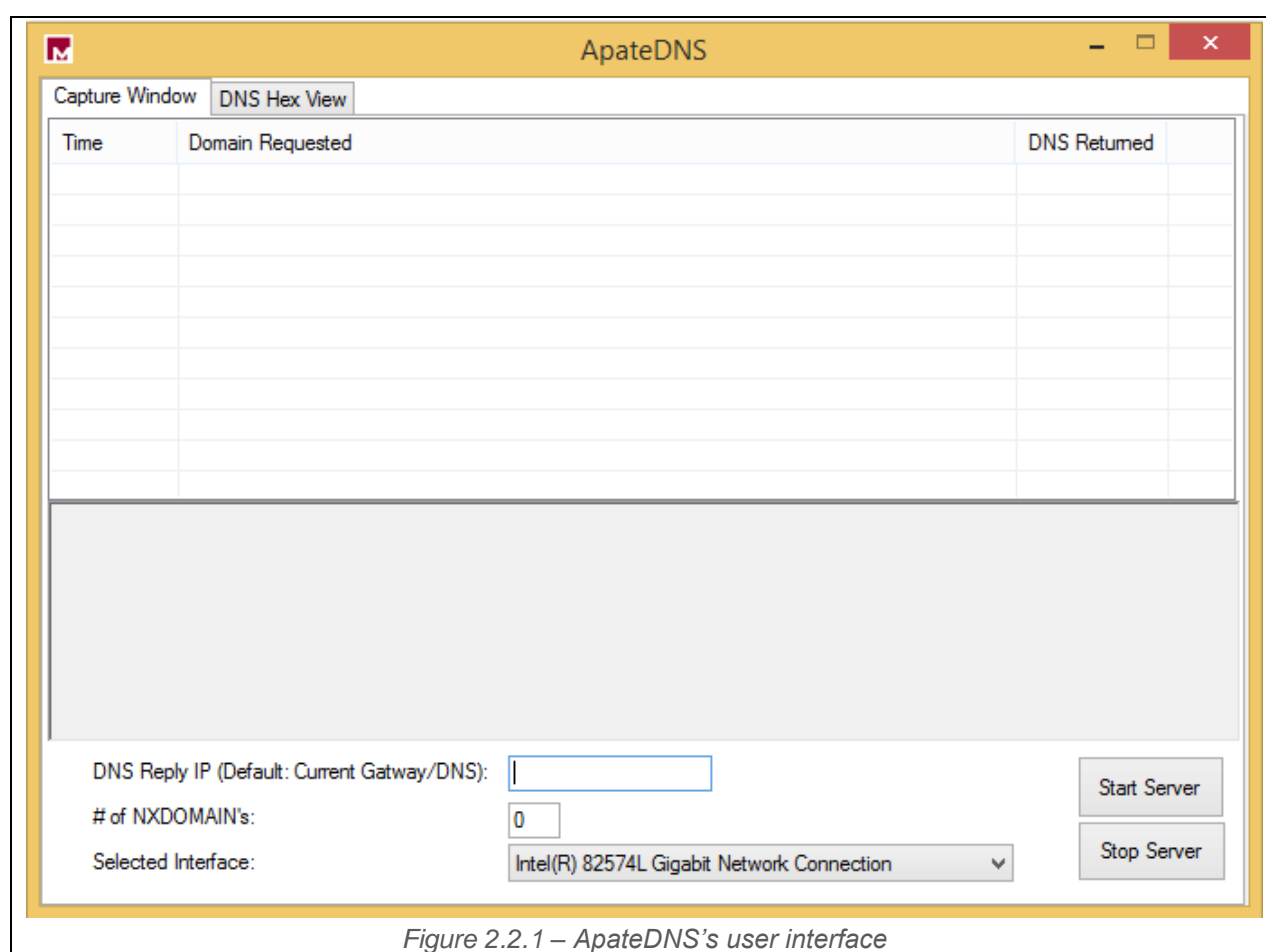 ApateDNS
Capture Window DNS Hex View
Time Domain Requested DNS Returned
DNS Reply IP (Default: Current Gatway/DNS):
Start Server
# of NXDOMAIN's: 0
Stop Server
Selected Interface: Intel(R) 82574L Gigabit Network Connection
Figure 2.2.1 – ApateDNS's user interface